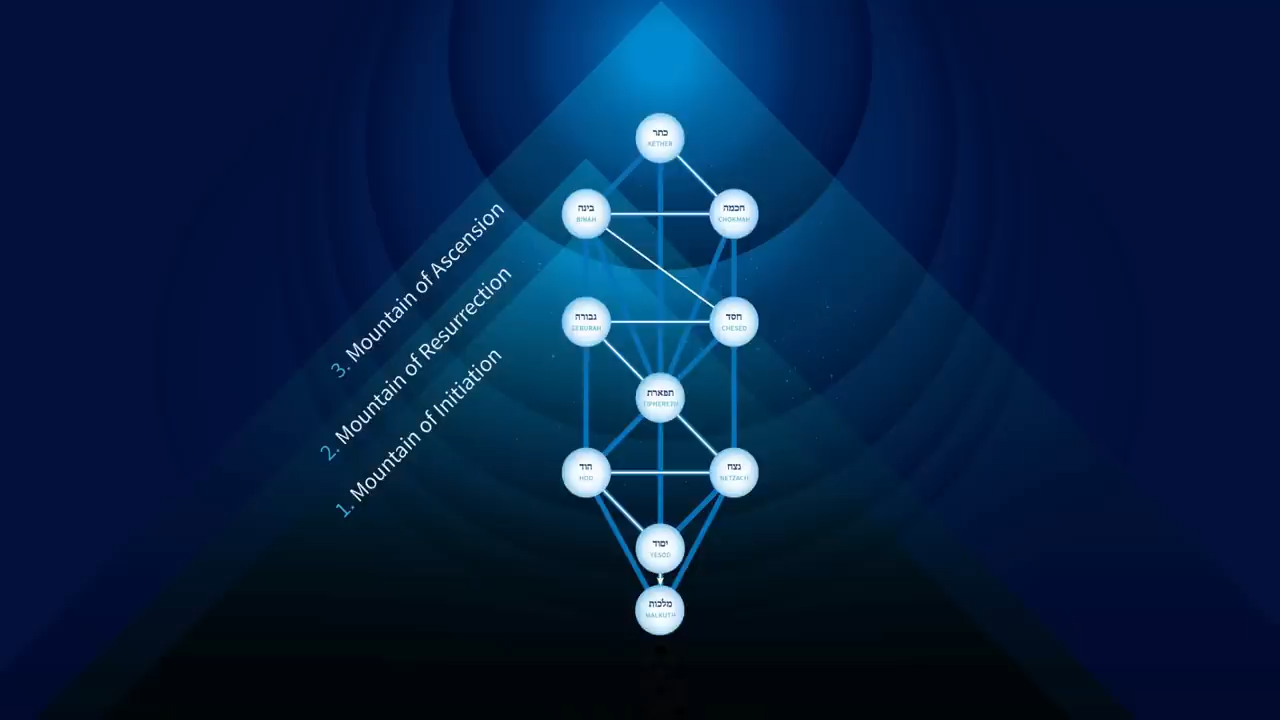 כתר
KETHER
בינה
BINAH
חכמה
CHOKMAH
3. Mountain of Ascension
2. Mountain of Resurrection
1. Mountain of Initiation
גבורה
GEBURAH
חסד
CHESED
תפארת
TIPHERETH
הוד
HOD
נצח
NETZACH
יסוד
YESOD
מלכות
MALKUTH